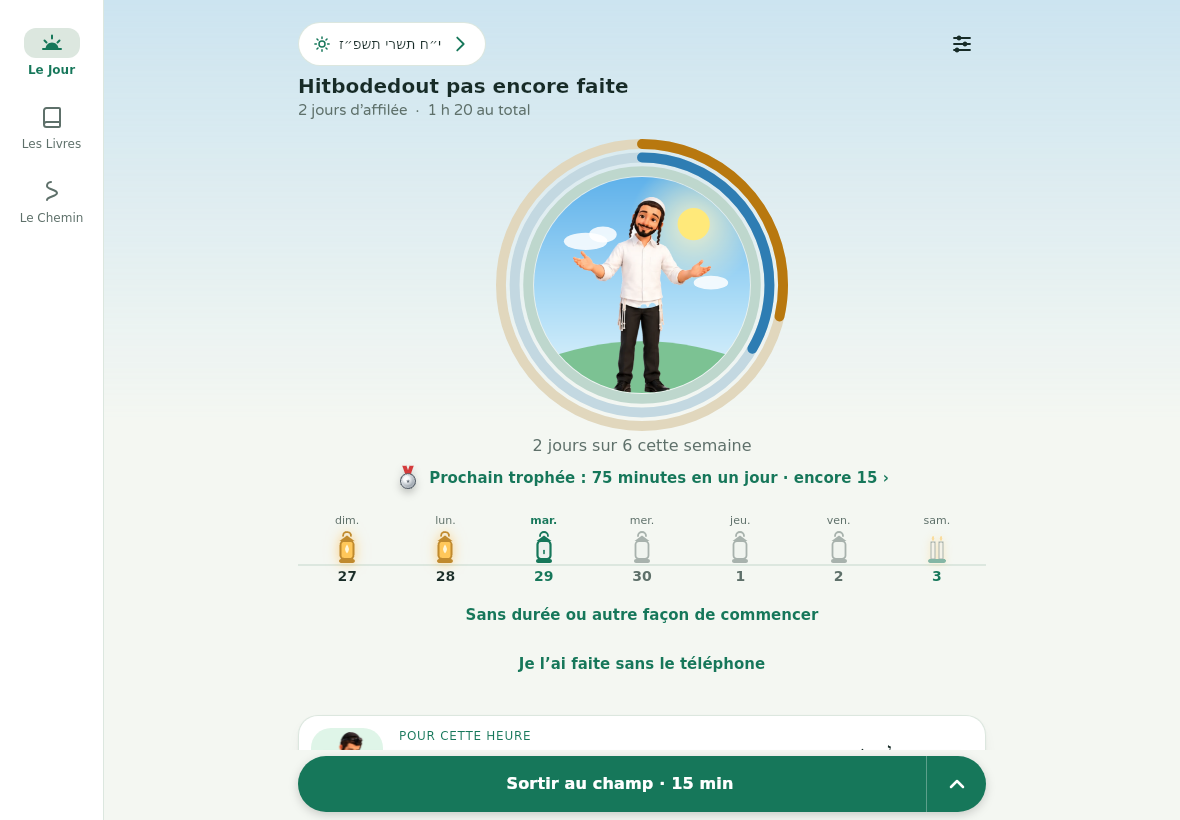 Le Jour
Les Livres
Le Chemin
י״ח תשרי תשפ״ז
Hitbodedout pas encore faite
2 jours d’affilée · 1 h 20 au total
2 jours sur 6 cette semaine
Prochain trophée : 75 minutes en un jour · encore 15 ›
dim. lun. mar. mer. jeu. ven. sam.
27 28 29 30 1 2 3
Sans durée ou autre façon de commencer
Je l’ai faite sans le téléphone
POUR CETTE HEURE
Sortir au champ · 15 min